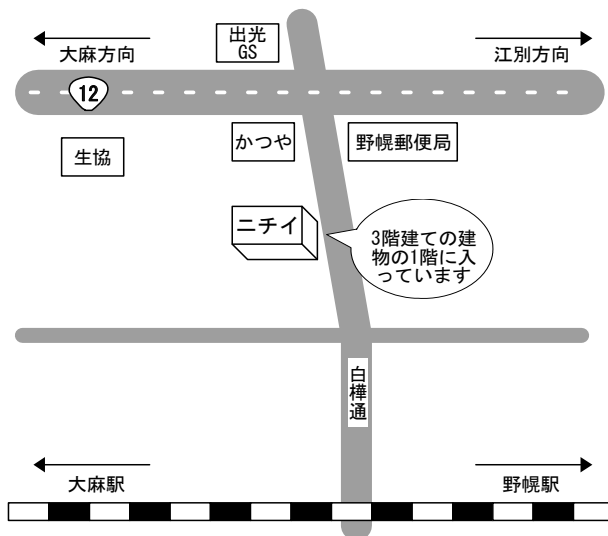 出光
GS
大麻方向
江別方向
12
生協
かつや
野幌郵便局
ニチイ
3階建ての建
物の1階に入
っています
白樺通
大麻駅
野幌駅